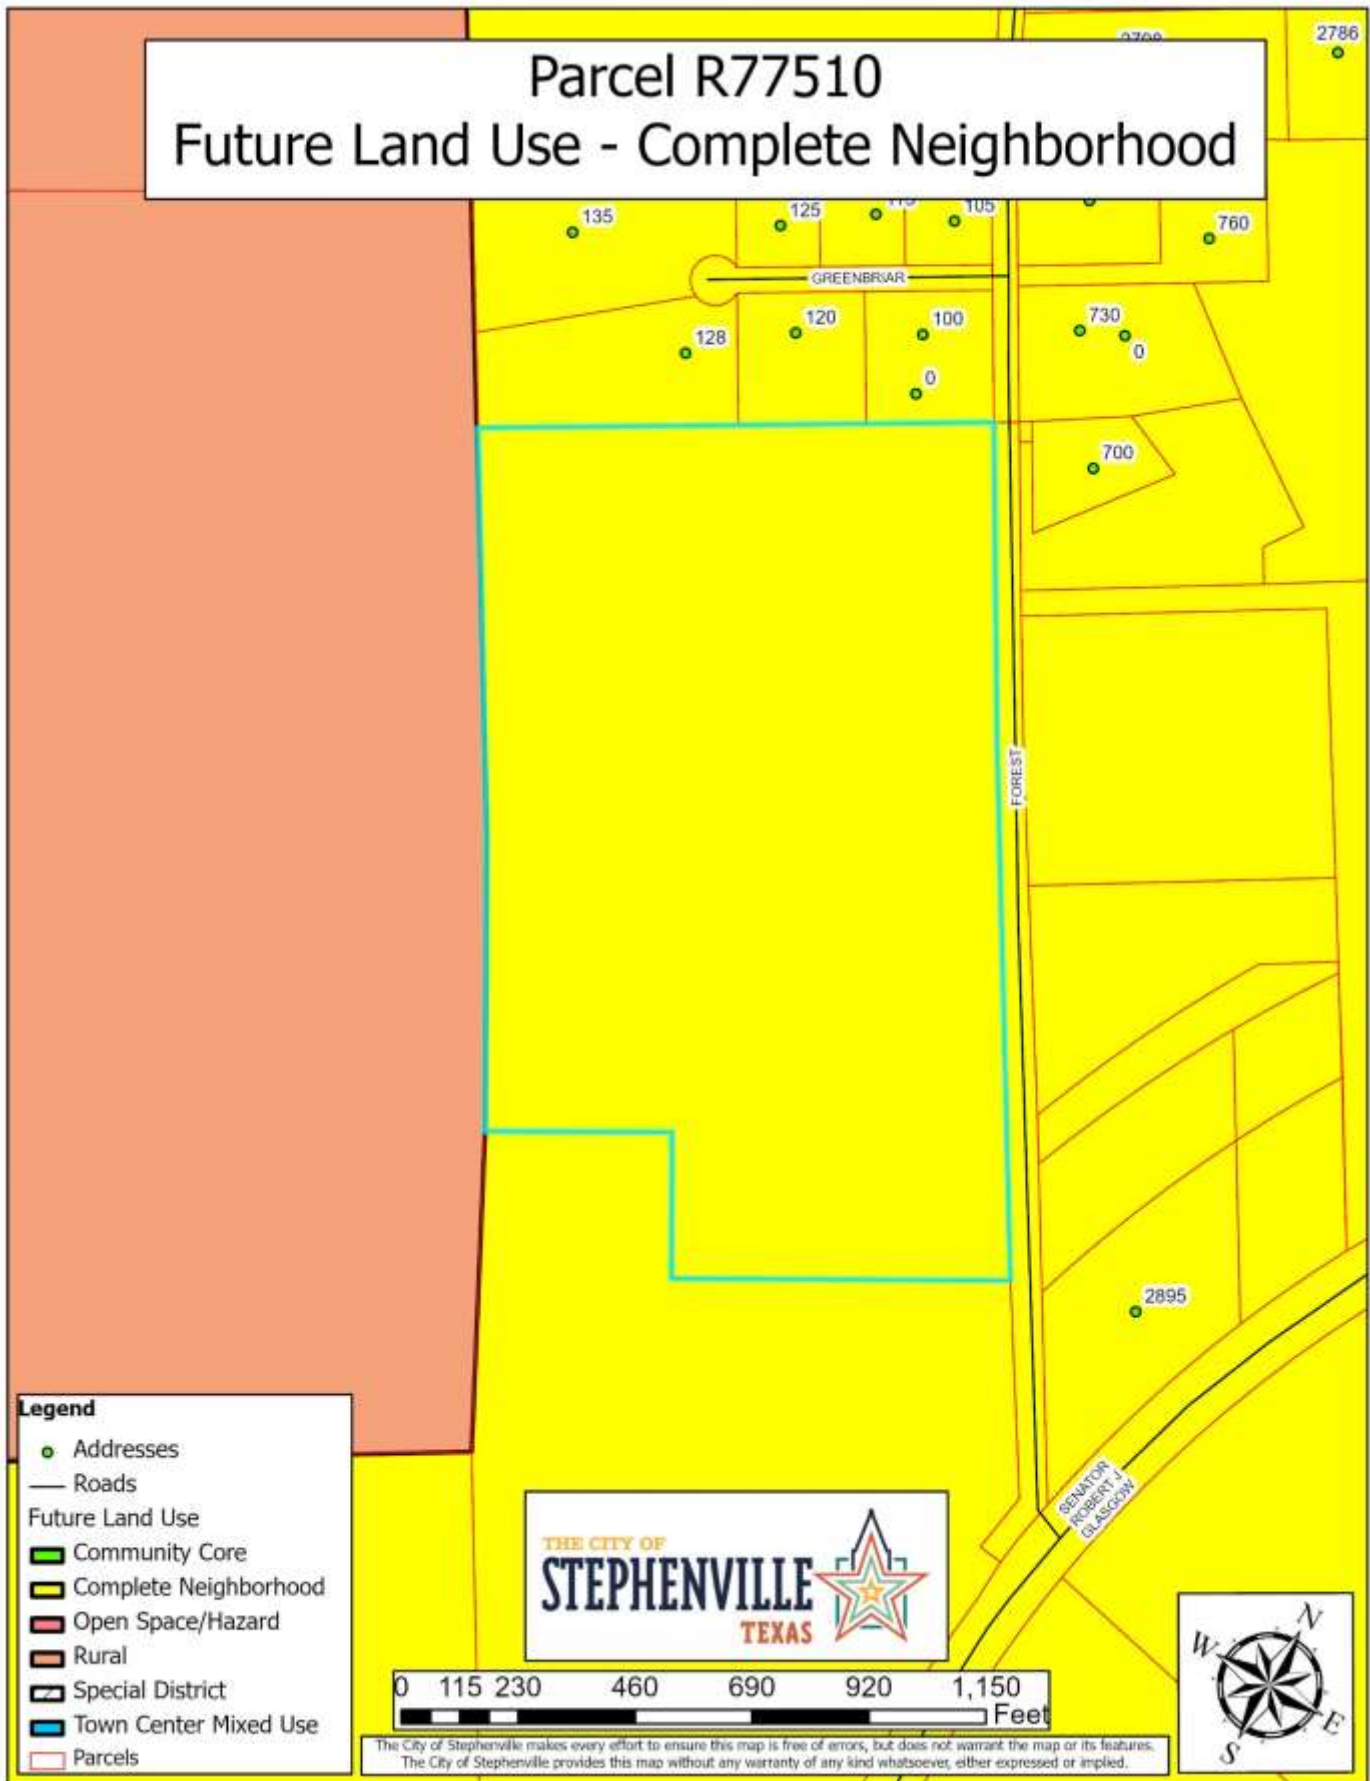 2786
Parcel R77510
Future Land Use - Complete Neighborhood
135
125
105
760
GREENBRIAR
128
120
100
730
0
0
700
FOREST
2895
SENATOR
ROBERT J
GLASGOW
Legend
Addresses
Roads
Future Land Use
Community Core
Complete Neighborhood
Open Space/Hazard
Rural
Special District
Town Center Mixed Use
Parcels
THE CITY OF
STEPHENVILLE
TEXAS
0 115 230 460 690 920 1,150
Feet
N
W
E
S
The City of Stephenville makes every effort to ensure this map is free of errors, but does not warrant the map or its features.
The City of Stephenville provides this map without any warranty of any kind whatsoever, either expressed or implied.